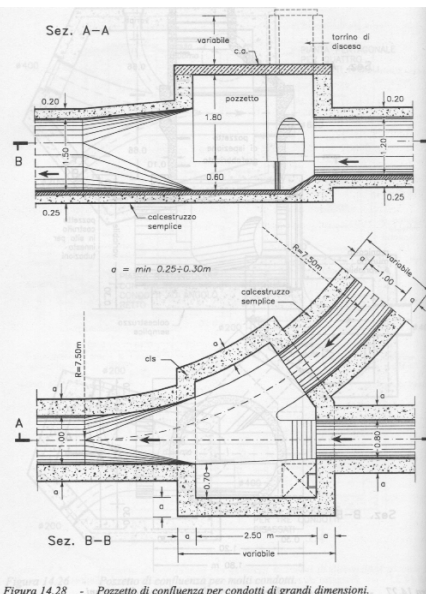 Sez. A-A
variabile
torrino di
discesa
c.a.
0.20
0.20
pozzetto
1.80
1.50
1.20
B
0.60
0.25
0.25
calcestruzzo
semplice
a = min 0.25÷0.30m
R=7.50m
variabile
a
1.00
a
calcestruzzo
semplice
R=7.50m
a
cls
a
a
a
A
1.00
0.80
0.70
a
a
a
Sez. B-B
a
2.50 m
a
variabile
Figura 14.28 - Pozzetto di confluenza per condotti di grandi dimensioni.